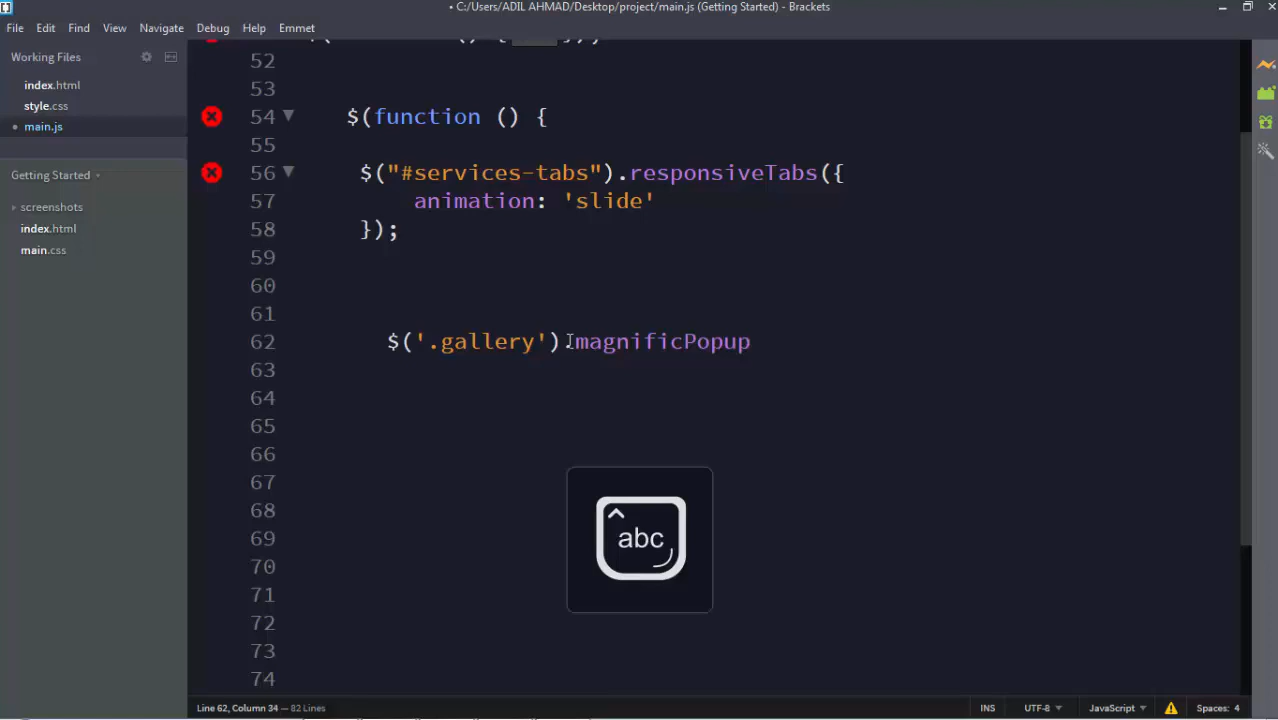 • C:/Users/ADIL AHMAD/Desktop/project/main.js (Getting Started) - Brackets
File Edit Find View Navigate Debug Help Emmet
Working Files
index.html
style.css
• main.js
Getting Started
screenshots
index.html
main.css
52
53
54 $(function () {
55
56 $("#services-tabs").responsiveTabs({
57 animation: 'slide'
58 });
59
60
61
62 $('.gallery').magnificPopup
63
64
65
66
67
68
69
70
71
72
73
74
abc
Line 62, Column 34 — 82 Lines
INS UTF-8 JavaScript Spaces: 4